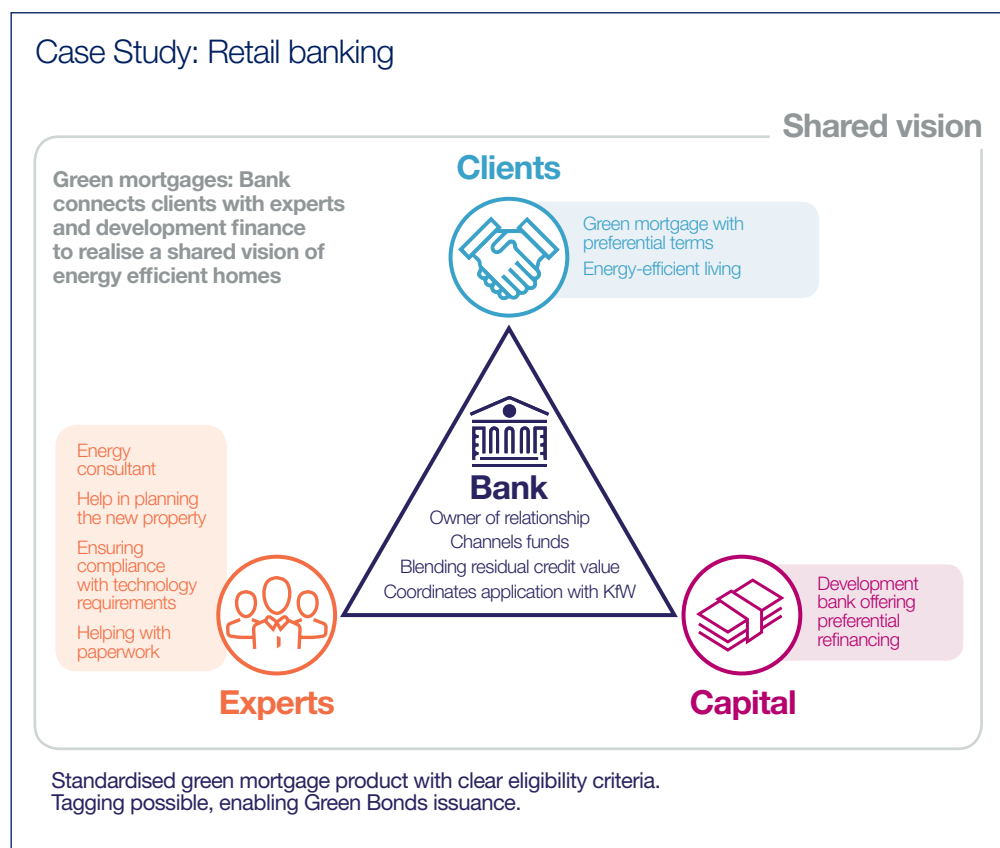 Case Study: Retail banking
Shared vision
Green mortgages: Bank
connects clients with experts
and development finance
to realise a shared vision of
energy efficient homes
Clients
Green mortgage with
preferential terms
Energy-efficient living
Bank
Owner of relationship
Channels funds
Blending residual credit value
Coordinates application with KfW
Energy
consultant
Help in planning
the new property
Ensuring
compliance
with technology
requirements
Helping with
paperwork
Experts
Development
bank offering
preferential
refinancing
Capital
Standardised green mortgage product with clear eligibility criteria.
Tagging possible, enabling Green Bonds issuance.